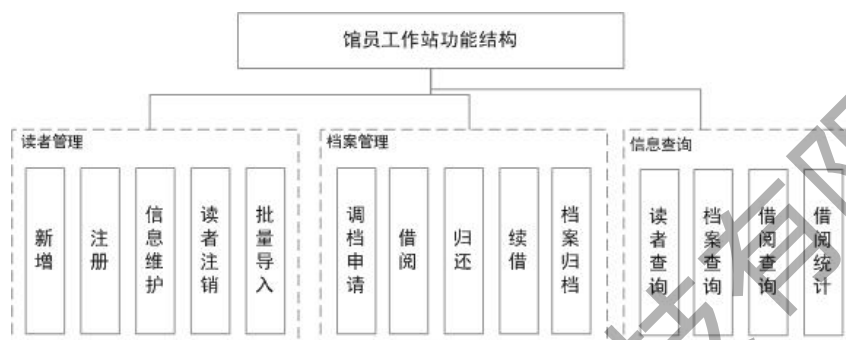 馆员工作站功能结构
读者管理
新增
注册
信息维护
读者注销
批量导入
档案管理
调档申请
借阅
归还
续借
档案归档
信息查询
读者查询
档案查询
借阅查询
借阅统计
技有限